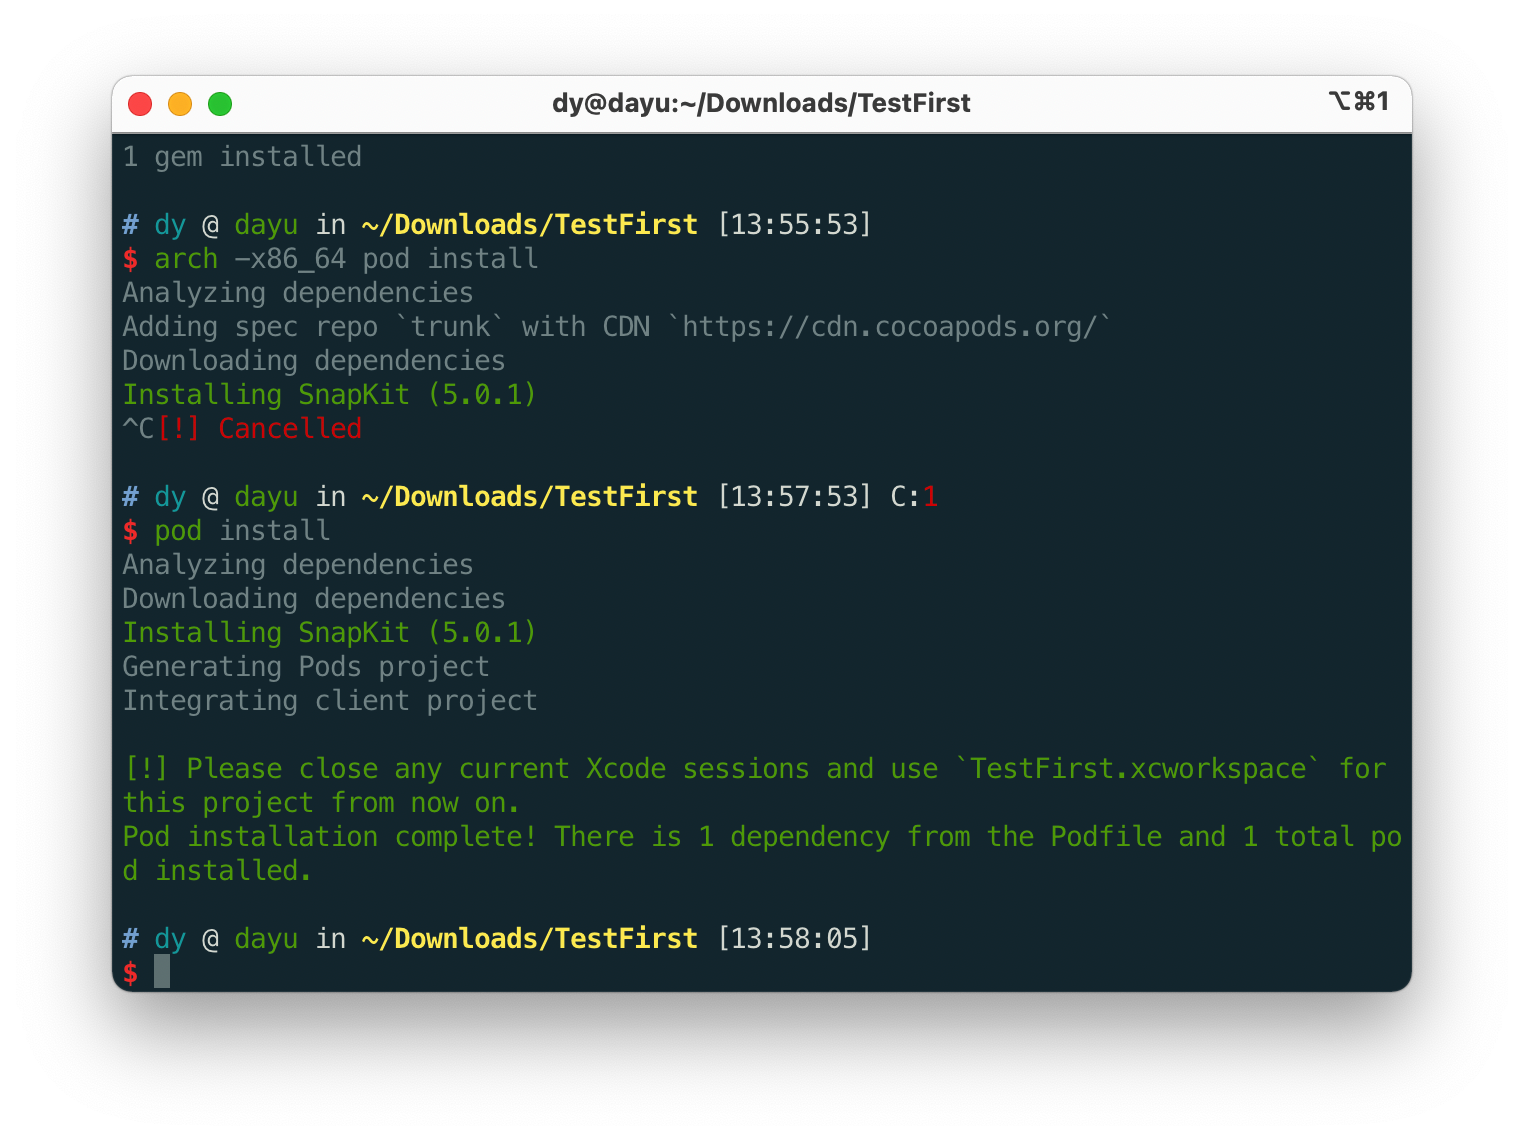 dy@dayu:~/Downloads/TestFirst ⌥⌘1
1 gem installed
# dy @ dayu in ~/Downloads/TestFirst [13:55:53]
$ arch -x86_64 pod install
Analyzing dependencies
Adding spec repo `trunk` with CDN `https://cdn.cocoapods.org/`
Downloading dependencies
Installing SnapKit (5.0.1)
^C[!] Cancelled
# dy @ dayu in ~/Downloads/TestFirst [13:57:53] C:1
$ pod install
Analyzing dependencies
Downloading dependencies
Installing SnapKit (5.0.1)
Generating Pods project
Integrating client project
[!] Please close any current Xcode sessions and use `TestFirst.xcworkspace` for
this project from now on.
Pod installation complete! There is 1 dependency from the Podfile and 1 total po
d installed.
# dy @ dayu in ~/Downloads/TestFirst [13:58:05]
$